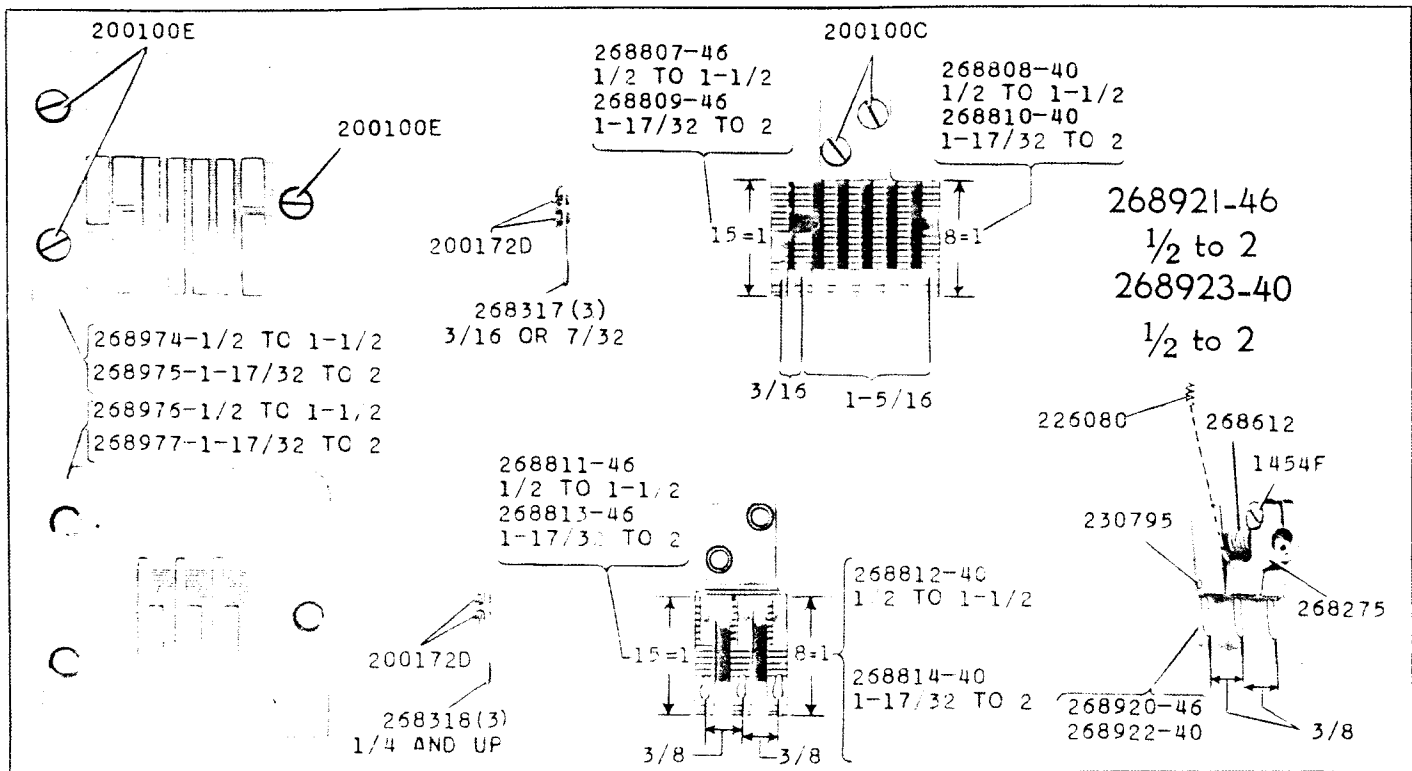 200100E
200100E
200172D
268317(3)
3/16 OR 7/32
268974-1/2 TO 1-1/2
268975-1-17/32 TO 2
268976-1/2 TO 1-1/2
268977-1-17/32 TO 2
268807-46
1/2 TO 1-1/2
268809-46
1-17/32 TO 2
200100C
268808-40
1/2 TO 1-1/2
268810-40
1-17/32 TO 2
15=1
8=1
3/16
1-5/16
268921-46
1/2 to 2
268923-40
1/2 to 2
200172D
268318(3)
1/4 AND UP
268811-46
1/2 TO 1-1/2
268813-46
1-17/32 TO 2
15=1
8=1
3/8
3/8
268812-40
1/2 TO 1-1/2
268814-40
1-17/32 TO 2
226080
268612
1454F
230795
268275
268920-46
268922-40
3/8